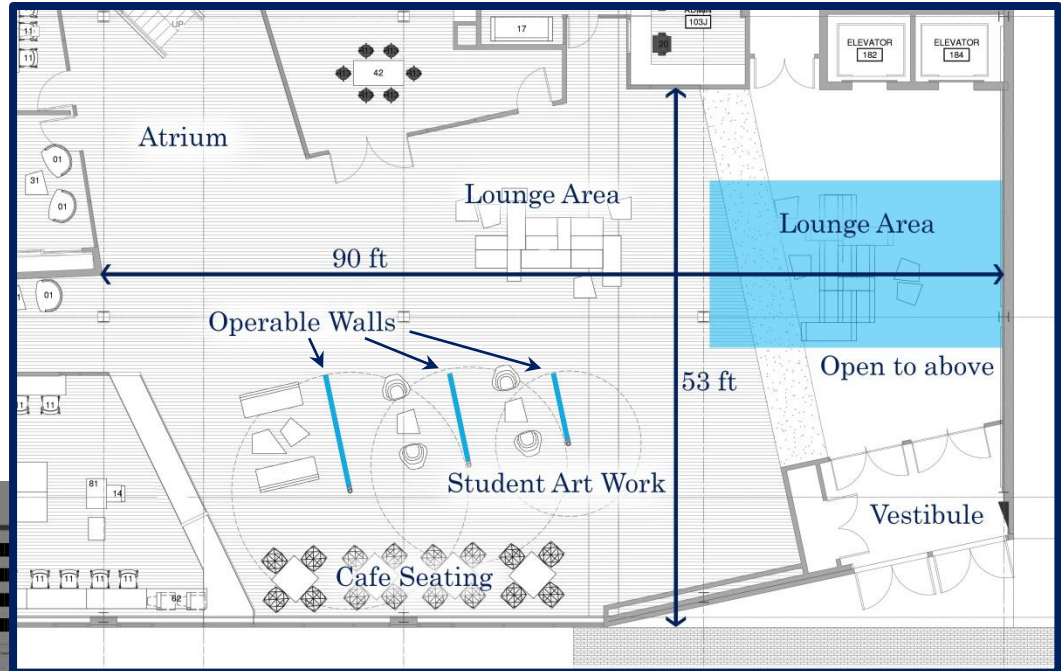 UP
11
11
17
ADMIN
103J
20
ELEVATOR
182
ELEVATOR
184
42
Atrium
01
31
01
Lounge Area
Lounge Area
90 ft
01
Operable Walls
Open to above
53 ft
11
11
81
14
Student Art Work
Vestibule
Cafe Seating
11
11
11
11
62